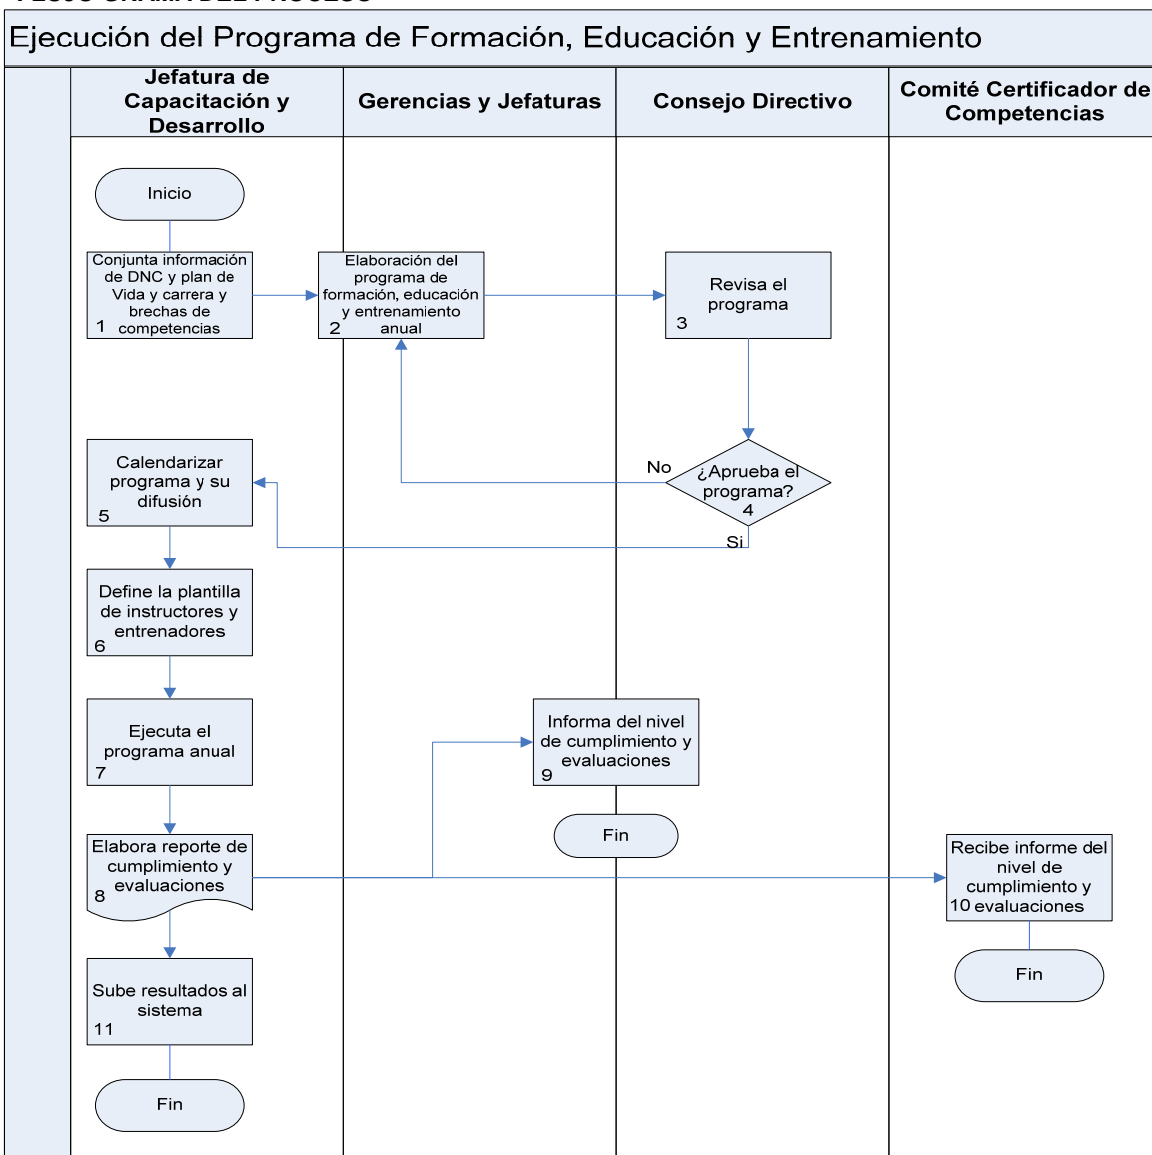 FLUJOGRAMA DEL PROCESO
Ejecución del Programa de Formación, Educación y Entrenamiento
Jefatura de
Capacitación y
Desarrollo
Gerencias y Jefaturas
Consejo Directivo
Comité Certificador de
Competencias
Inicio
Conjunta información
de DNC y plan de
Vida y carrera y
brechas de
competencias
1
Elaboración del
programa de
formación, educación
y entrenamiento
anual
2
Revisa el
programa
3
¿Aprueba el
programa?
4
No
Si
Calendarizar
programa y su
difusión
5
Define la plantilla
de instructores y
entrenadores
6
Ejecuta el
programa anual
7
Elabora reporte de
cumplimiento y
evaluaciones
8
Informa del nivel
de cumplimiento y
evaluaciones
9
Fin
Recibe informe del
nivel de
cumplimiento y
evaluaciones
10
Fin
Sube resultados al
sistema
11
Fin